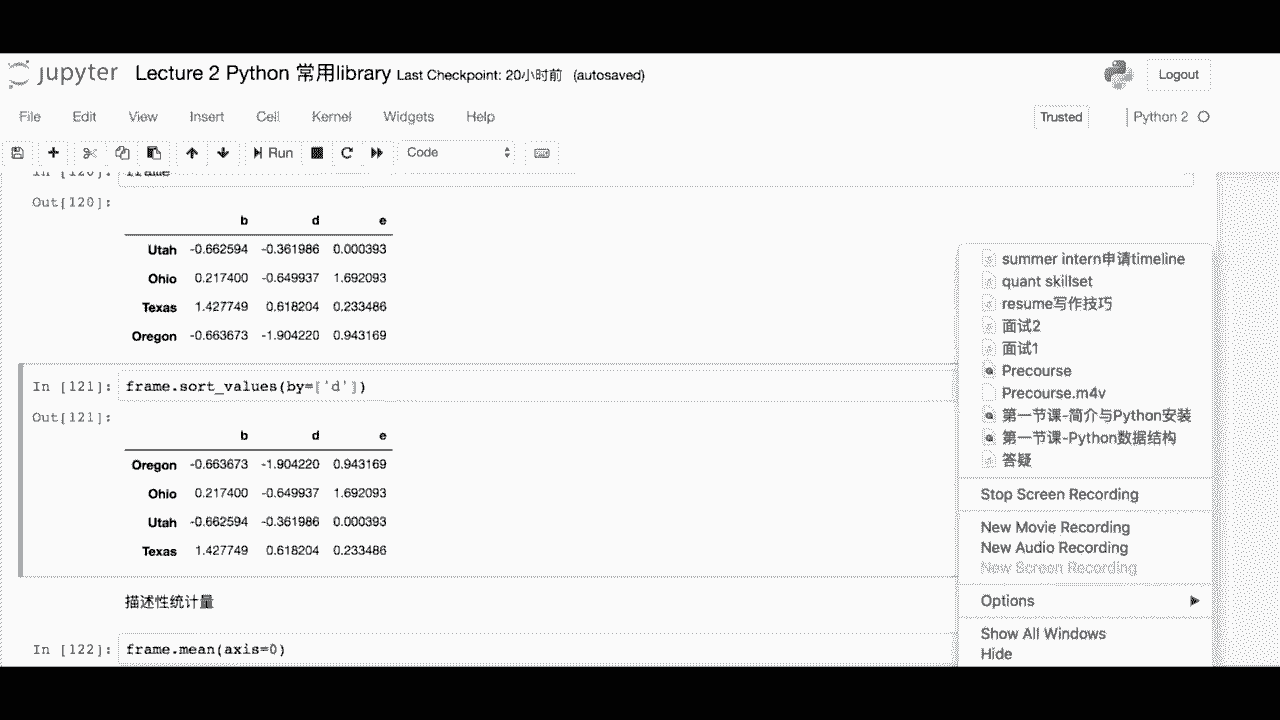 jupyter Lecture 2 Python 常用library Last Checkpoint: 20小时前 (autosaved) Logout
File Edit View Insert Cell Kernel Widgets Help Trusted Python 2
Run Code
In [120]: frame
Out[120]:
b d e
Utah -0.662594 -0.361986 0.000393
Ohio 0.217400 -0.649937 1.692093
Texas 1.427749 0.618204 0.233486
Oregon -0.663673 -1.904220 0.943169
In [121]: frame.sort_values(by=['d'])
Out[121]:
b d e
Oregon -0.663673 -1.904220 0.943169
Ohio 0.217400 -0.649937 1.692093
Utah -0.662594 -0.361986 0.000393
Texas 1.427749 0.618204 0.233486
描述性统计量
In [122]: frame.mean(axis=0)
summer intern申请timeline
quant skillset
resume写作技巧
面试2
面试1
Precourse
Precourse.m4v
第一节课-简介与Python安装
第一节课-Python数据结构
答疑
Stop Screen Recording
New Movie Recording
New Audio Recording
New Screen Recording
Options
Show All Windows
Hide